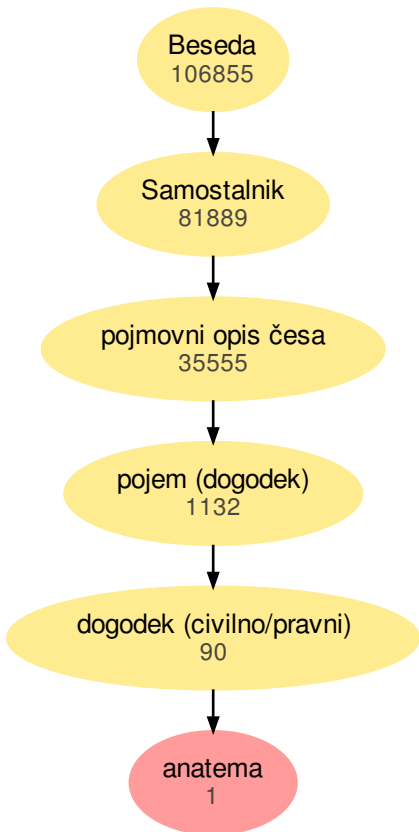 Beseda
106855
Samostalnik
81889
pojmovni opis česa
35555
pojem (dogodek)
1132
dogodek (civilno/pravni)
90
anatema
1